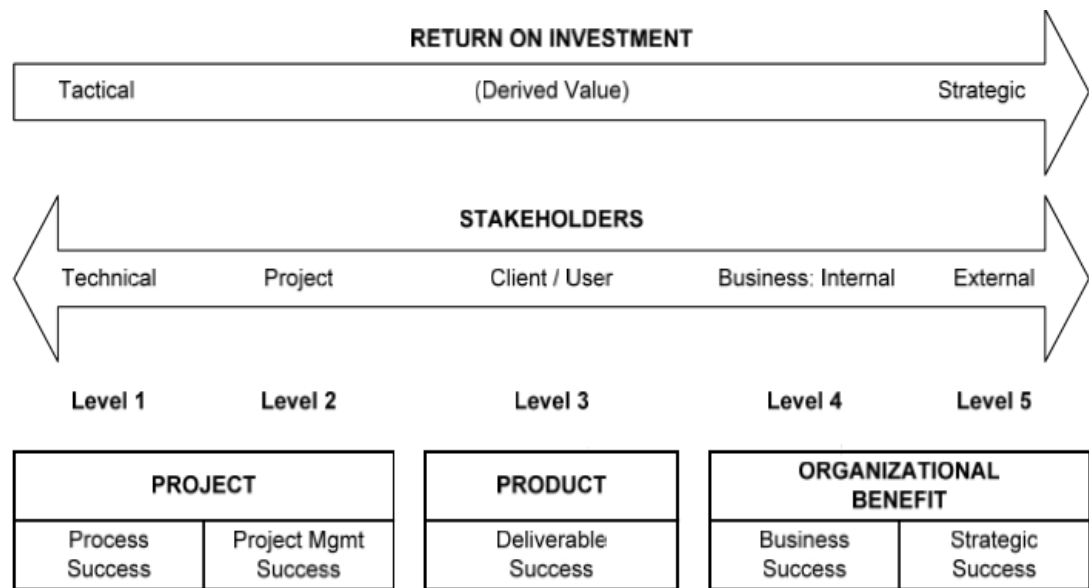 RETURN ON INVESTMENT
Tactical (Derived Value) Strategic
STAKEHOLDERS
Technical Project Client / User Business: Internal External
Level 1 Level 2 Level 3 Level 4 Level 5
PROJECT PRODUCT ORGANIZATIONAL
BENEFIT
Process Project Mgmt Deliverable Business Strategic
Success Success Success Success Success